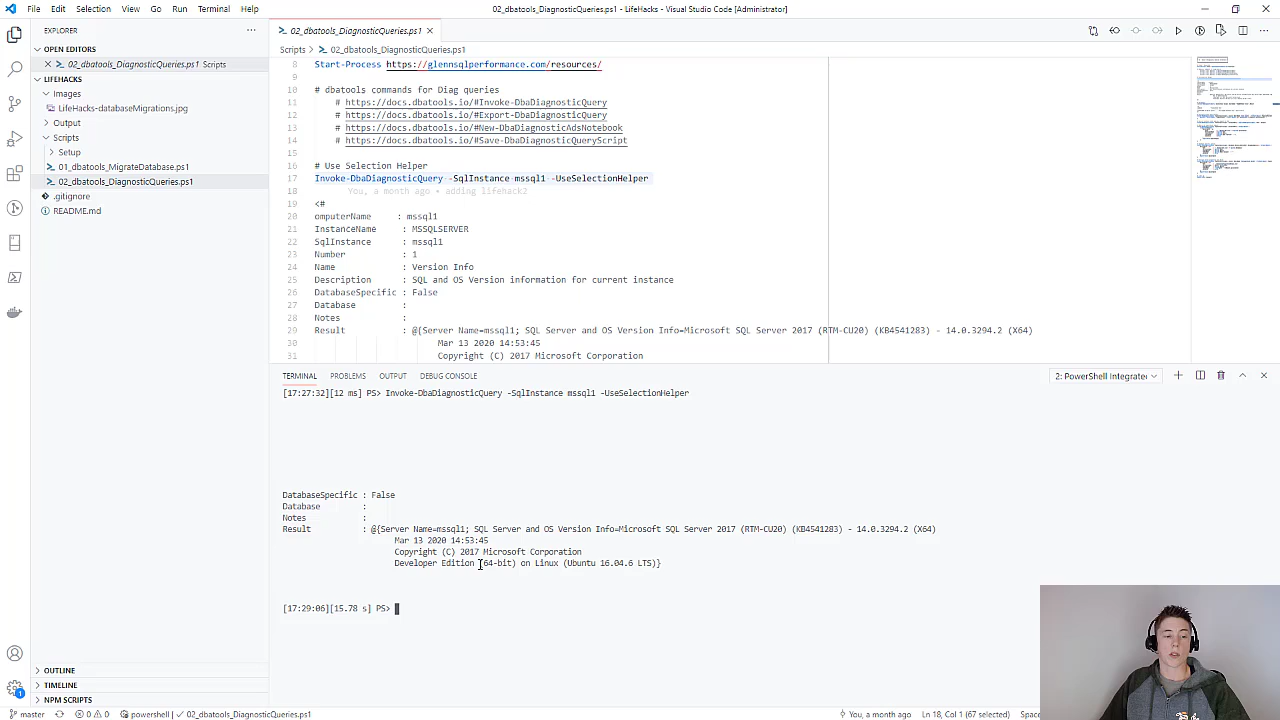 File Edit Selection View Go Run Terminal Help
02_dbatools_DiagnosticQueries.ps1 - LifeHacks - Visual Studio Code [Administrator]
EXPLORER
OPEN EDITORS
02_dbatools_DiagnosticQueries.ps1 Scripts
LIFEHACKS
Images
LifeHacks-databaseMigrations.jpg
Output
Scripts
Setup
01_dbatools_MigrateDatabase.ps1
02_dbatools_DiagnosticQueries.ps1
.gitignore
README.md
OUTLINE
TIMELINE
NPM SCRIPTS
02_dbatools_DiagnosticQueries.ps1
Scripts > 02_dbatools_DiagnosticQueries.ps1
8 Start-Process https://glennsqlperformance.com/resources/
9
10 # dbatools commands for Diag queries
11 # https://docs.dbatools.io/#Invoke-DbaDiagnosticQuery
12 # https://docs.dbatools.io/#Export-DbaDiagnosticQuery
13 # https://docs.dbatools.io/#New-DbaDiagnosticAdsNotebook
14 # https://docs.dbatools.io/#Save-DbaDiagnosticQueryScript
15
16 # Use Selection Helper
17 Invoke-DbaDiagnosticQuery -SqlInstance mssql1 -UseSelectionHelper
18 You, a month ago • adding lifehack2
19 <#
20 omputerName : mssql1
21 InstanceName : MSSQLSERVER
22 SqlInstance : mssql1
23 Number : 1
24 Name : Version Info
25 Description : SQL and OS Version information for current instance
26 DatabaseSpecific : False
27 Database :
28 Notes :
29 Result : @{Server Name=mssql1; SQL Server and OS Version Info=Microsoft SQL Server 2017 (RTM-CU20) (KB4541283) - 14.0.3294.2 (X64)
30 Mar 13 2020 14:53:45
31 Copyright (C) 2017 Microsoft Corporation
TERMINAL PROBLEMS OUTPUT DEBUG CONSOLE
2: PowerShell Integrate
[17:27:32][12 ms] PS> Invoke-DbaDiagnosticQuery -SqlInstance mssql1 -UseSelectionHelper
DatabaseSpecific : False
Database :
Notes :
Result : @{Server Name=mssql1; SQL Server and OS Version Info=Microsoft SQL Server 2017 (RTM-CU20) (KB4541283) - 14.0.3294.2 (X64)
Mar 13 2020 14:53:45
Copyright (C) 2017 Microsoft Corporation
Developer Edition (64-bit) on Linux (Ubuntu 16.04.6 LTS)}
[17:29:06][15.78 s] PS>
1
master 0 0 powershell 02_dbatools_DiagnosticQueries.ps1
You, a month ago Ln 18, Col 1 (67 selected) Spac